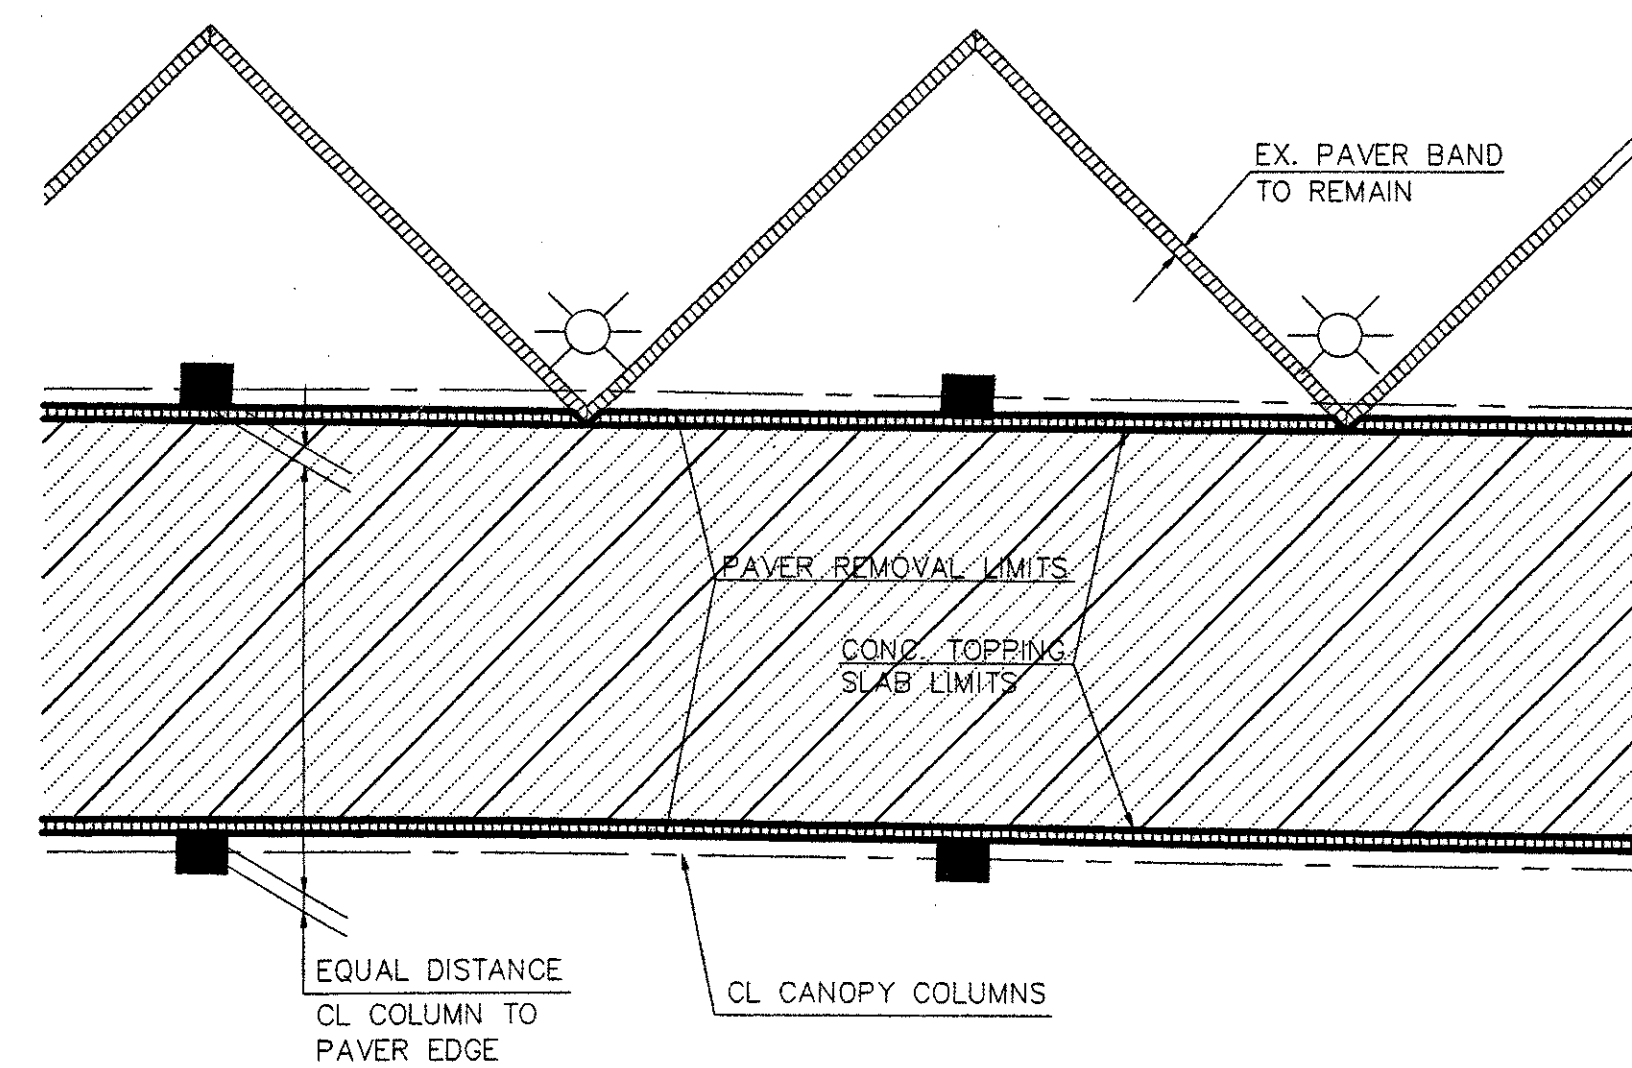 EX. PAVER BAND
TO REMAIN
PAVER REMOVAL LIMITS
CONC. TOPPING
SLAB LIMITS
EQUAL DISTANCE
CL COLUMN TO
PAVER EDGE
CL CANOPY COLUMNS